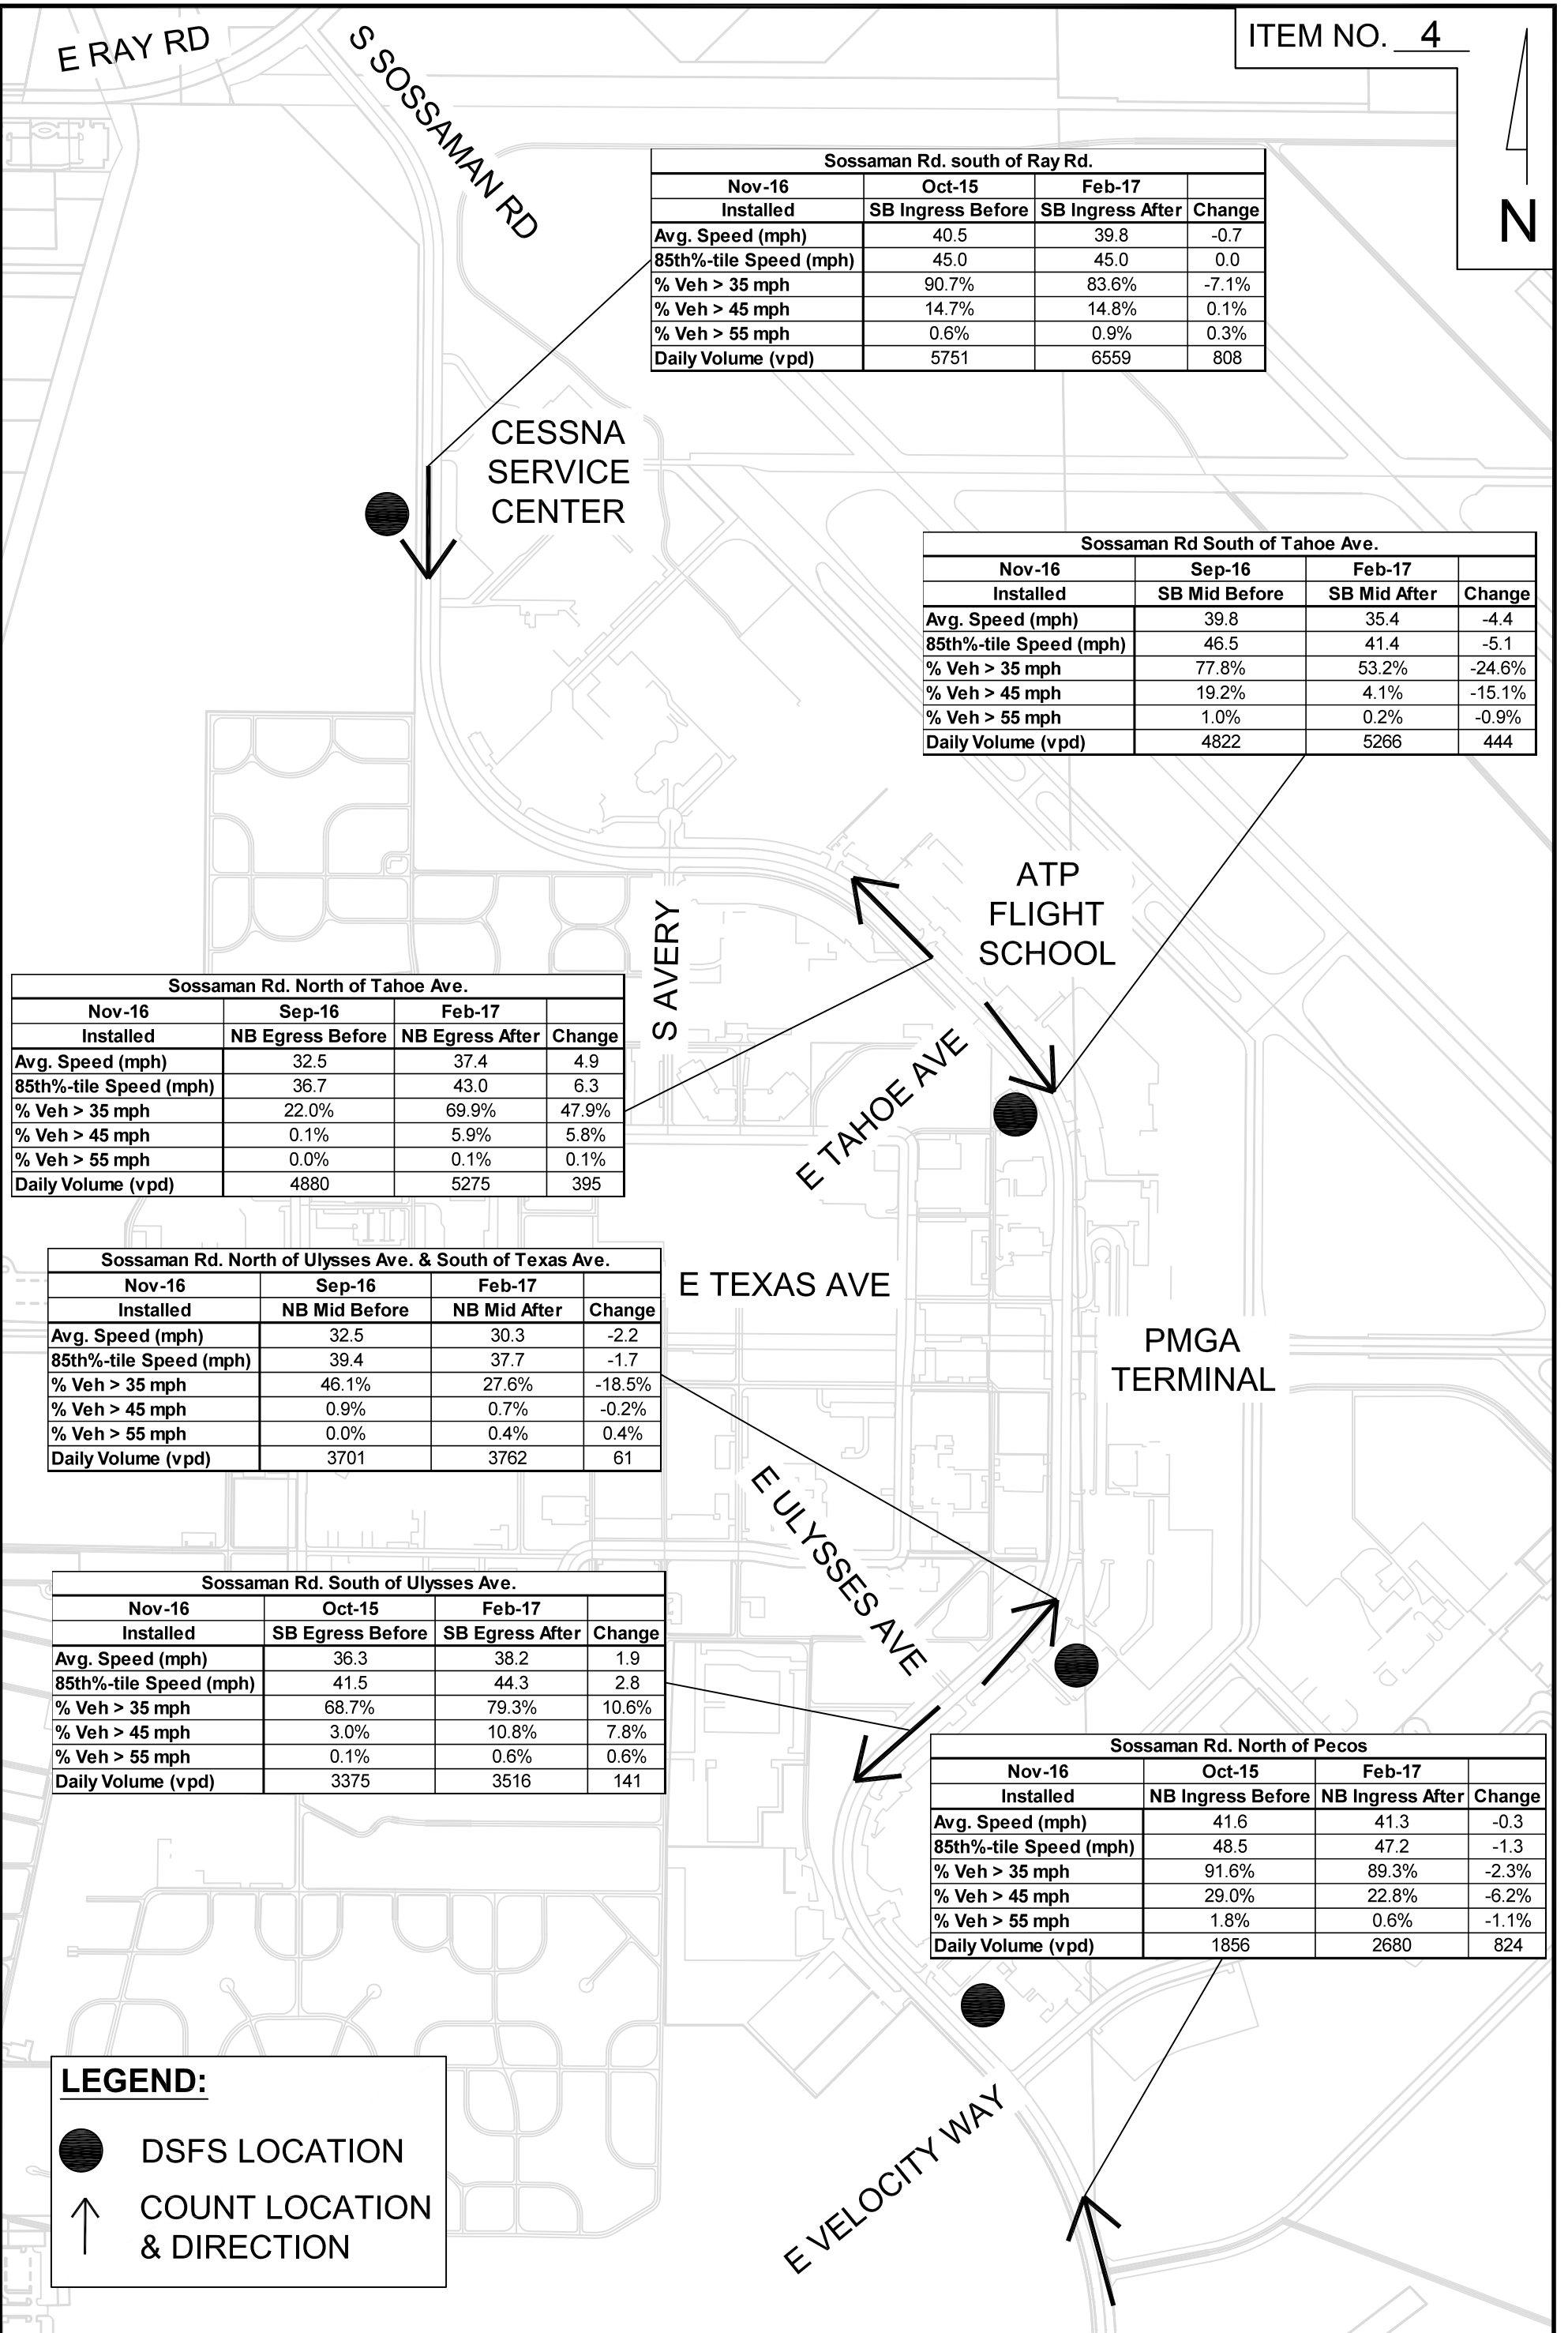 E RAY RD
S SOSSAMAN RD
ITEM NO. 4
N
Sossaman Rd. south of Ray Rd.
Nov-16 Oct-15 Feb-17
Installed SB Ingress Before SB Ingress After Change
Avg. Speed (mph) 40.5 39.8 -0.7
85th%-tile Speed (mph) 45.0 45.0 0.0
% Veh > 35 mph 90.7% 83.6% -7.1%
% Veh > 45 mph 14.7% 14.8% 0.1%
% Veh > 55 mph 0.6% 0.9% 0.3%
Daily Volume (vpd) 5751 6559 808
CESSNA
SERVICE
CENTER
Sossaman Rd South of Tahoe Ave.
Nov-16 Sep-16 Feb-17
Installed SB Mid Before SB Mid After Change
Avg. Speed (mph) 39.8 35.4 -4.4
85th%-tile Speed (mph) 46.5 41.4 -5.1
% Veh > 35 mph 77.8% 53.2% -24.6%
% Veh > 45 mph 19.2% 4.1% -15.1%
% Veh > 55 mph 1.0% 0.2% -0.9%
Daily Volume (vpd) 4822 5266 444
ATP
FLIGHT
SCHOOL
S AVERY
E TAHOE AVE
Sossaman Rd. North of Tahoe Ave.
Nov-16 Sep-16 Feb-17
Installed NB Egress Before NB Egress After Change
Avg. Speed (mph) 32.5 37.4 4.9
85th%-tile Speed (mph) 36.7 43.0 6.3
% Veh > 35 mph 22.0% 69.9% 47.9%
% Veh > 45 mph 0.1% 5.9% 5.8%
% Veh > 55 mph 0.0% 0.1% 0.1%
Daily Volume (vpd) 4880 5275 395
Sossaman Rd. North of Ulysses Ave. & South of Texas Ave.
Nov-16 Sep-16 Feb-17
Installed NB Mid Before NB Mid After Change
Avg. Speed (mph) 32.5 30.3 -2.2
85th%-tile Speed (mph) 39.4 37.7 -1.7
% Veh > 35 mph 46.1% 27.6% -18.5%
% Veh > 45 mph 0.9% 0.7% -0.2%
% Veh > 55 mph 0.0% 0.4% 0.4%
Daily Volume (vpd) 3701 3762 61
E TEXAS AVE
PMGA
TERMINAL
E ULYSSES AVE
Sossaman Rd. South of Ulysses Ave.
Nov-16 Oct-15 Feb-17
Installed SB Egress Before SB Egress After Change
Avg. Speed (mph) 36.3 38.2 1.9
85th%-tile Speed (mph) 41.5 44.3 2.8
% Veh > 35 mph 68.7% 79.3% 10.6%
% Veh > 45 mph 3.0% 10.8% 7.8%
% Veh > 55 mph 0.1% 0.6% 0.6%
Daily Volume (vpd) 3375 3516 141
Sossaman Rd. North of Pecos
Nov-16 Oct-15 Feb-17
Installed NB Ingress Before NB Ingress After Change
Avg. Speed (mph) 41.6 41.3 -0.3
85th%-tile Speed (mph) 48.5 47.2 -1.3
% Veh > 35 mph 91.6% 89.3% -2.3%
% Veh > 45 mph 29.0% 22.8% -6.2%
% Veh > 55 mph 1.8% 0.6% -1.1%
Daily Volume (vpd) 1856 2680 824
E VELOCITY WAY
LEGEND:
DSFS LOCATION
COUNT LOCATION
& DIRECTION